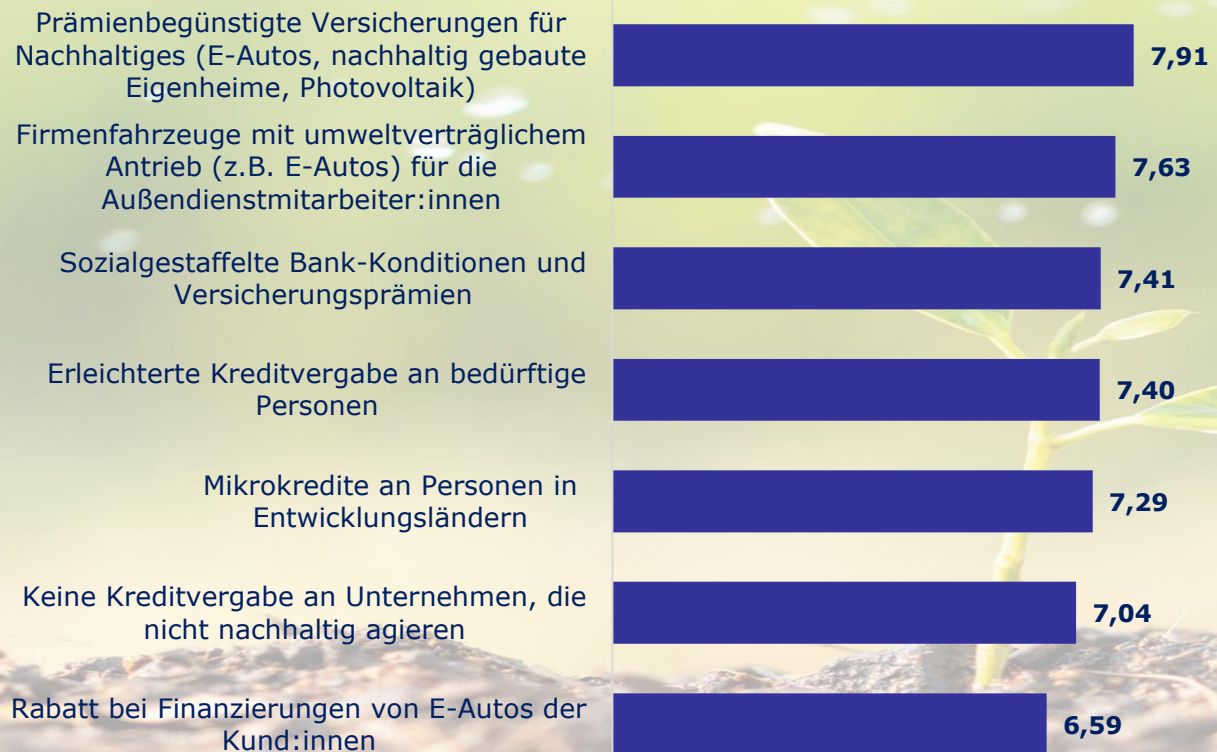 Prämienbegünstigte Versicherungen für
Nachhaltiges (E-Autos, nachhaltig gebaute
Eigenheime, Photovoltaik)
7,91
Firmenfahrzeuge mit umweltverträglichem
Antrieb (z.B. E-Autos) für die
Außendienstmitarbeiter:innen
7,63
Sozialgestaffelte Bank-Konditionen und
Versicherungsprämien
7,41
Erleichterte Kreditvergabe an bedürftige
Personen
7,40
Mikrokredite an Personen in
Entwicklungsländern
7,29
Keine Kreditvergabe an Unternehmen, die
nicht nachhaltig agieren
7,04
Rabatt bei Finanzierungen von E-Autos der
Kund:innen
6,59